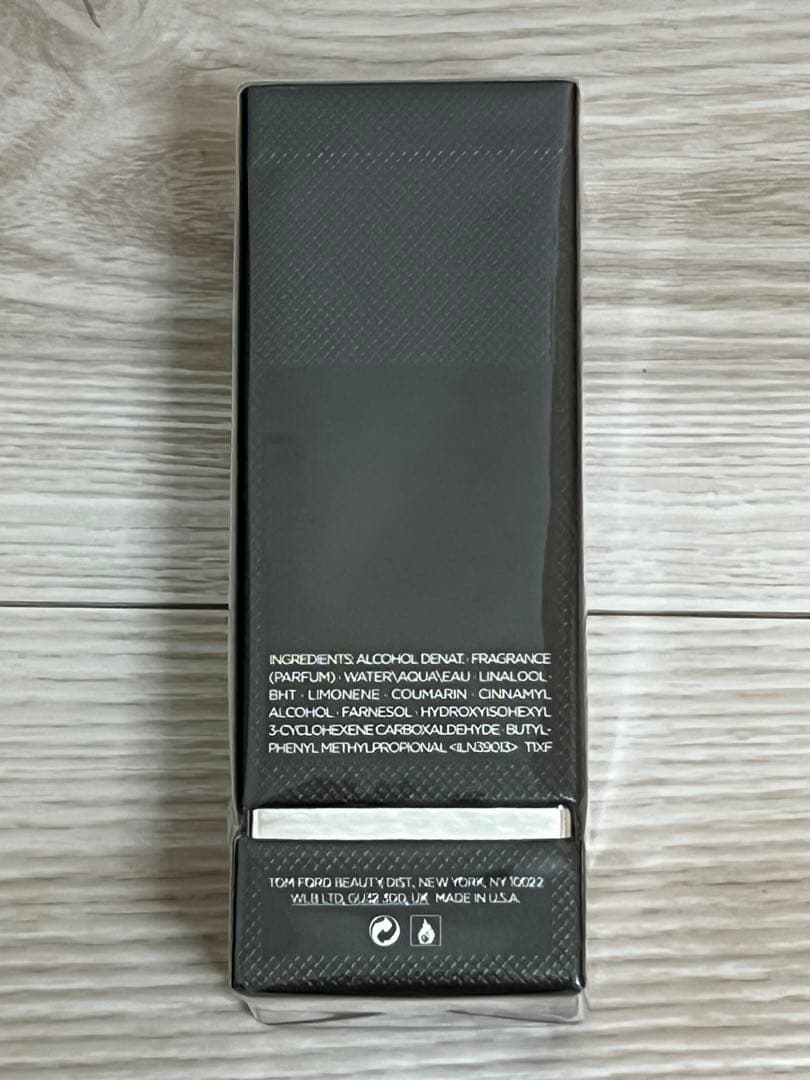 INGREDIENTS: ALCOHOL DENAT. · FRAGRANCE
(PARFUM) · WATER\AQUA\EAU · LINALOOL ·
BHT · LIMONENE · COUMARIN · CINNAMYL
ALCOHOL · FARNESOL · HYDROXYISOHEXYL
3-CYCLOHEXENE CARBOXALDEHYDE · BUTYL-
PHENYL METHYLPROPIONAL <ILN39013> T1XF
TOM FORD BEAUTY, DIST., NEW YORK, NY 10022
WLB LTD, GU32 3DD, UK MADE IN U.S.A.